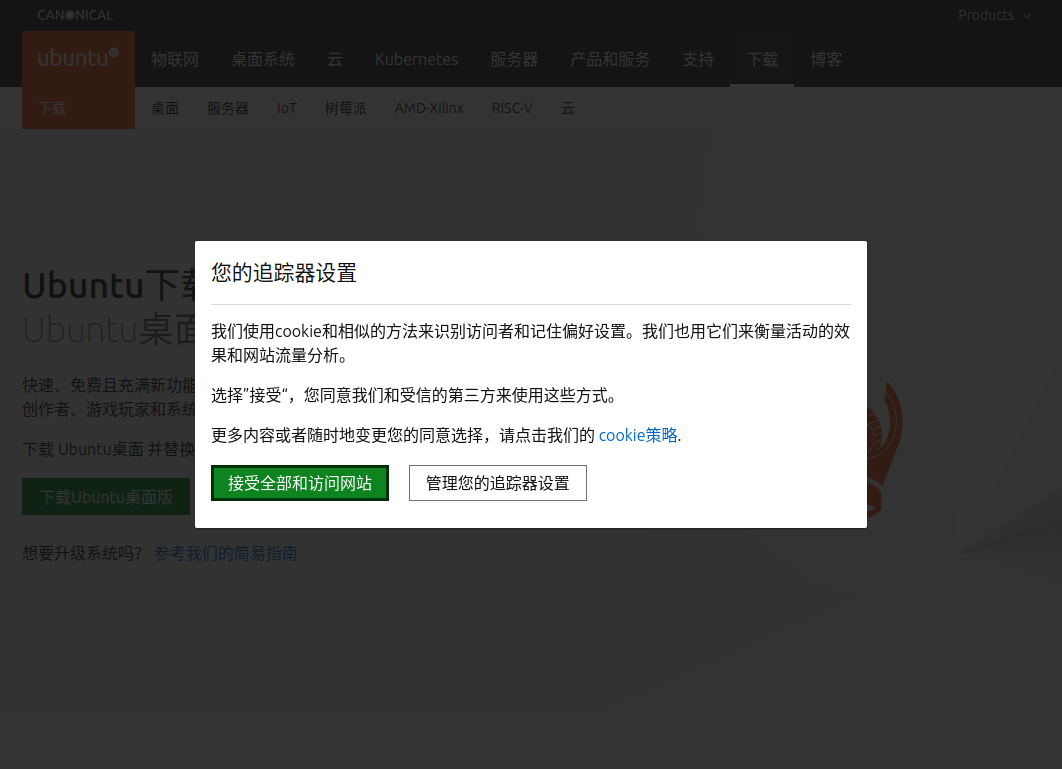 CANONICAL
Products
ubuntu
物联网 桌面系统 云 Kubernetes 服务器 产品和服务 支持 下载 博客
下载 桌面 服务器 IoT 树莓派 AMD-Xilinx RISC-V 云
您的追踪器设置
Ubuntu下载
Ubuntu桌面
我们使用cookie和相似的方法来识别访问者和记住偏好设置。我们也用它们来衡量活动的效
果和网站流量分析。
快速、免费且充满新功能
选择”接受“，您同意我们和受信的第三方来使用这些方式。
创作者、游戏玩家和系统
更多内容或者随时地变更您的同意选择，请点击我们的 cookie策略.
下载 Ubuntu桌面 并替换
接受全部和访问网站 管理您的追踪器设置
下载Ubuntu桌面版
想要升级系统吗？ 参考我们的简易指南